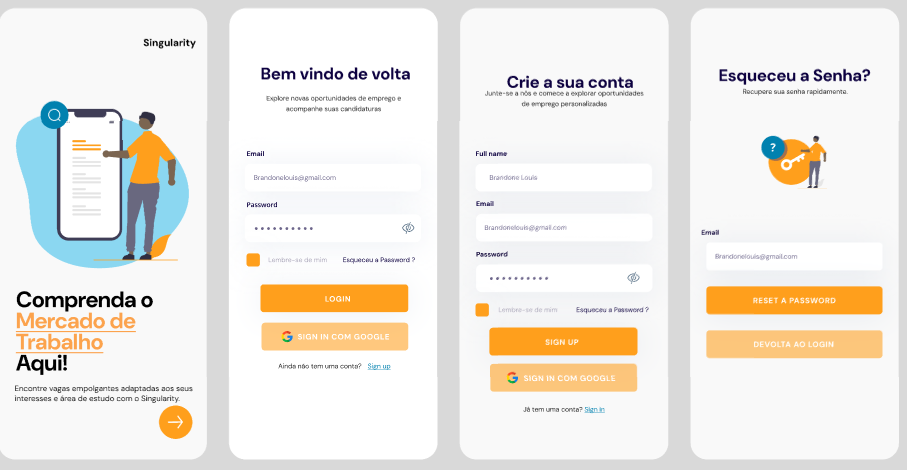 Singularity
Comprenda o
Mercado de
Trabalho
Aqui!
Encontre vagas empolgantes adaptadas aos seus
interesses e área de estudo com o Singularity.
Bem vindo de volta
Explore novas oportunidades de emprego e
acompanhe suas candidaturas
Email
Brandonelouis@gmail.com
Password
Lembre-se de mim
Esqueceu a Password ?
LOGIN
SIGN IN COM GOOGLE
Ainda não tem uma conta? Sign up
Crie a sua conta
Junte-se a nós e comece a explorar oportunidades
de emprego personalizadas
Full name
Brandone Louis
Email
Brandonelouis@gmail.com
Password
Lembre-se de mim
Esqueceu a Password ?
SIGN UP
SIGN IN COM GOOGLE
Já tem uma conta? Sign in
Esqueceu a Senha?
Recupere sua senha rapidamente.
?
Email
Brandonelouis@gmail.com
RESET A PASSWORD
DEVOLTA AO LOGIN